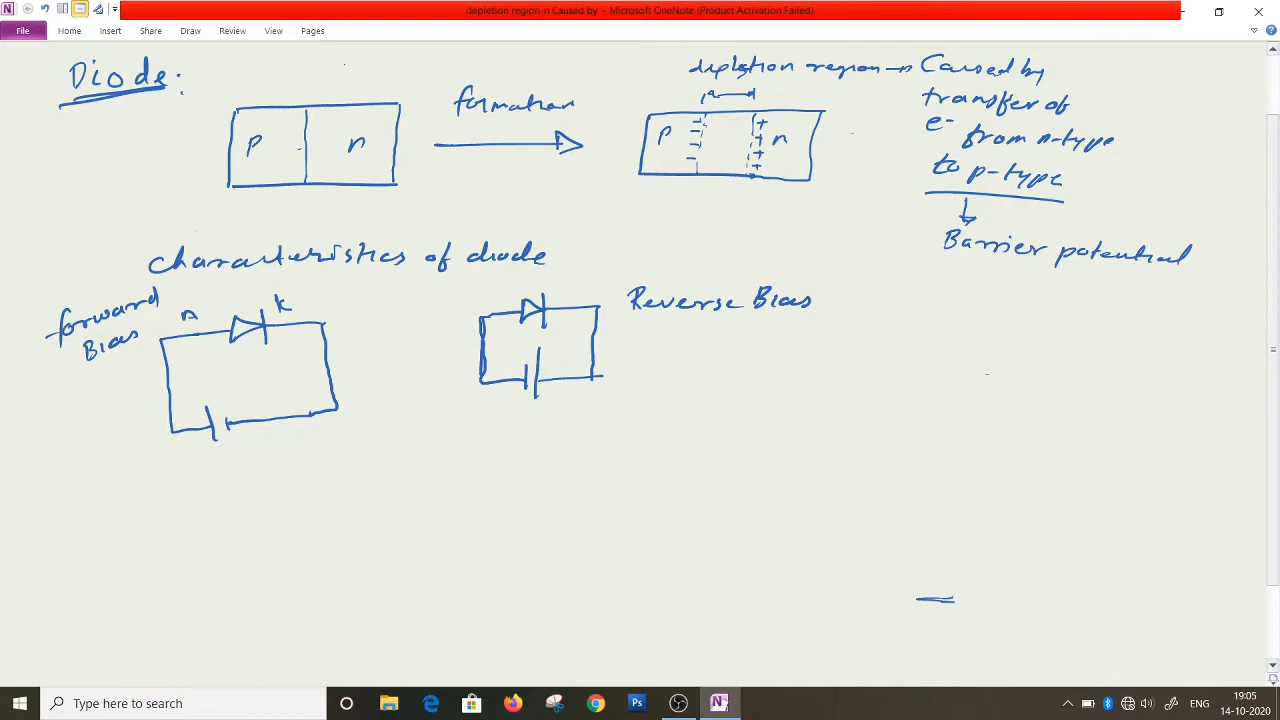 depletion region-n Caused by - Microsoft OneNote (Product Activation Failed)
File Home Insert Share Draw Review View Pages
Diode:
p n
formation
depletion region → Caused by
transfer of
e- from n-type
to p-type
Barrier potential
p - - - + + + + n
characteristics of diode
forward
Bias
A K
Reverse Bias
Type here to search
ENG
19:05
14-10-2020